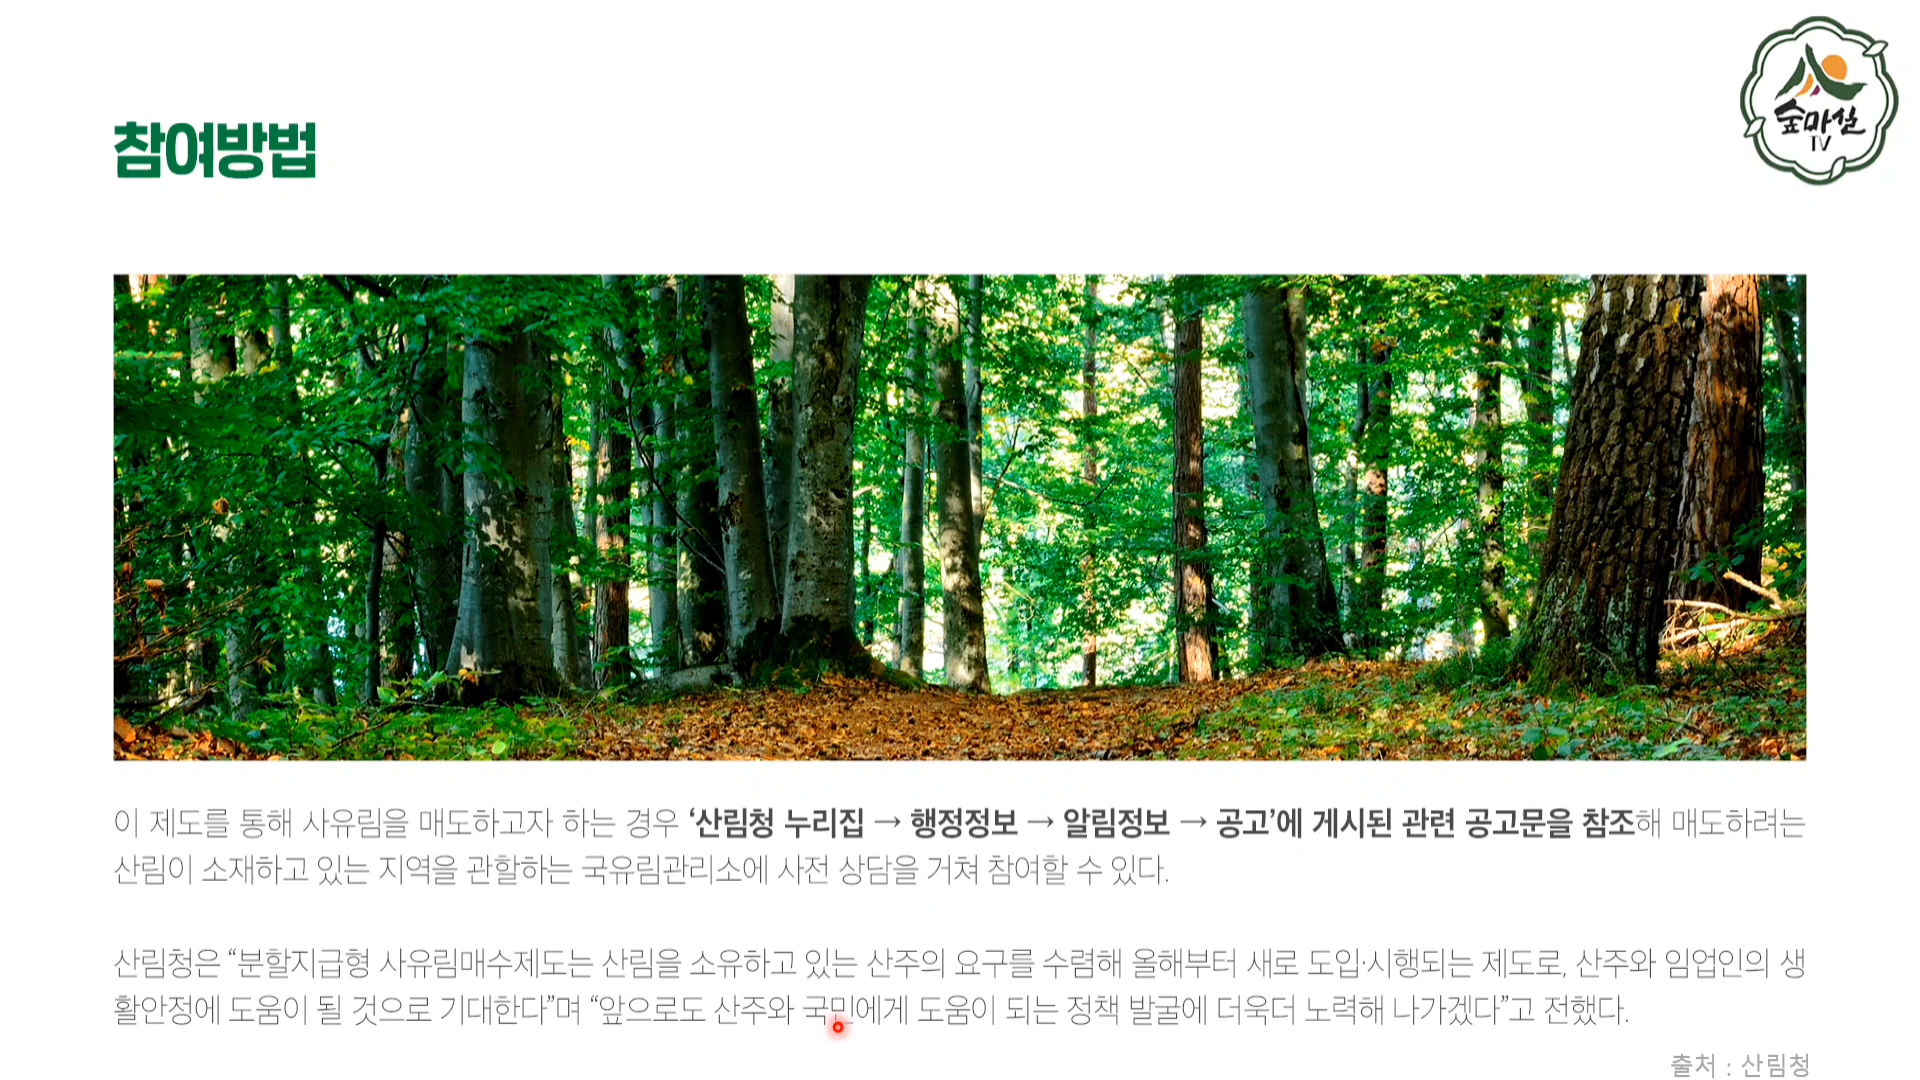 숲마실
TV
참여방법
이 제도를 통해 사유림을 매도하고자 하는 경우 ‘산림청 누리집 → 행정정보 → 알림정보 → 공고’에 게시된 관련 공고문을 참조해 매도하려는
산림이 소재하고 있는 지역을 관할하는 국유림관리소에 사전 상담을 거쳐 참여할 수 있다.
산림청은 “분할지급형 사유림매수제도는 산림을 소유하고 있는 산주의 요구를 수렴해 올해부터 새로 도입·시행되는 제도로, 산주와 임업인의 생
활안정에 도움이 될 것으로 기대한다”며 “앞으로도 산주와 국민에게 도움이 되는 정책 발굴에 더욱더 노력해 나가겠다”고 전했다.
출처 : 산림청